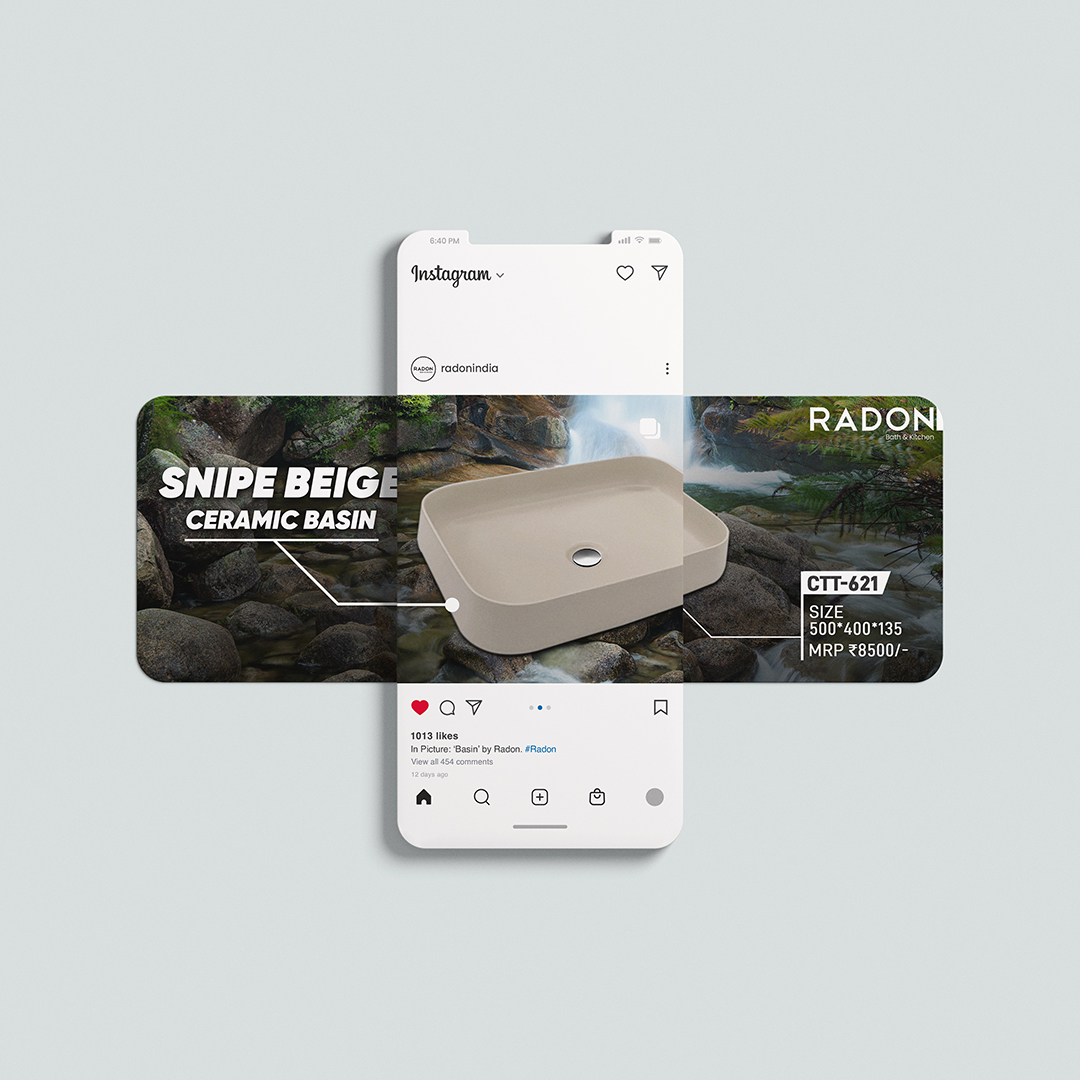 6:40 PM
Instagram
RADON
radonindia
RADON
Bath & Kitchen
SNIPE BEIGE
CERAMIC BASIN
CTT-621
SIZE
500*400*135
MRP ₹8500/-
1013 likes
In Picture: ‘Basin’ by Radon. #Radon
View all 454 comments
12 days ago